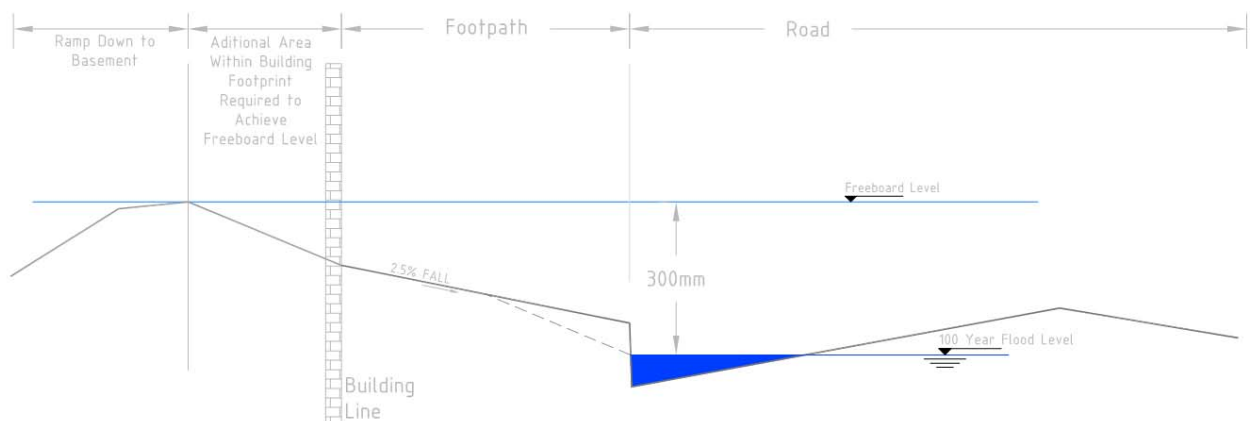 Ramp Down to
Basement
Aditional Area
Within Building
Footprint
Required to
Achieve
Freeboard Level
Footpath
Road
Freeboard Level
2.5% FALL
300mm
100 Year Flood Level
Building
Line